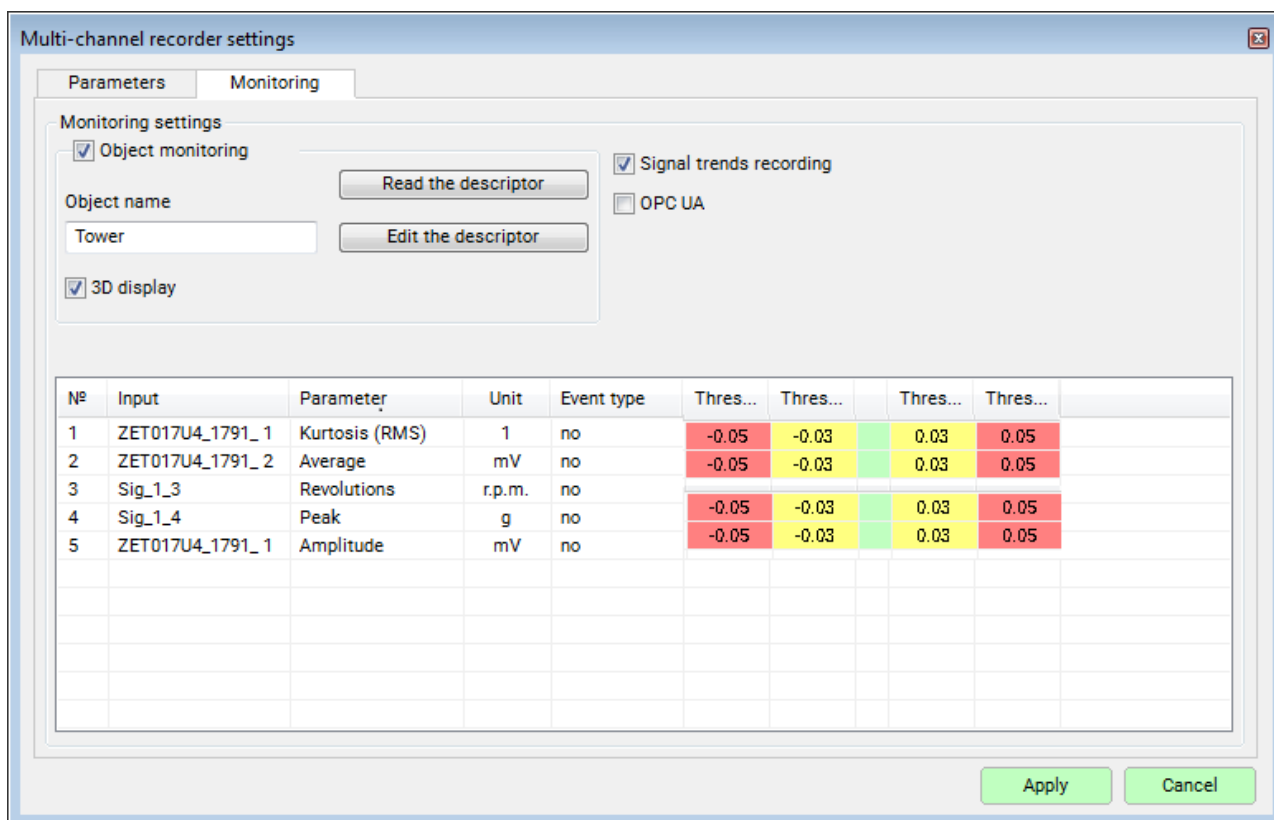 Multi-channel recorder settings
Parameters Monitoring
Monitoring settings
Object monitoring
Signal trends recording
Read the descriptor
Object name
OPC UA
Tower
Edit the descriptor
3D display
№ Input Parameter Unit Event type Thres... Thres... Thres... Thres...
1 ZET017U4_1791_ 1 Kurtosis (RMS) 1 no -0.05 -0.03 0.03 0.05
2 ZET017U4_1791_ 2 Average mV no -0.05 -0.03 0.03 0.05
3 Sig_1_3 Revolutions r.p.m. no
4 Sig_1_4 Peak g no -0.05 -0.03 0.03 0.05
5 ZET017U4_1791_ 1 Amplitude mV no -0.05 -0.03 0.03 0.05
Apply Cancel